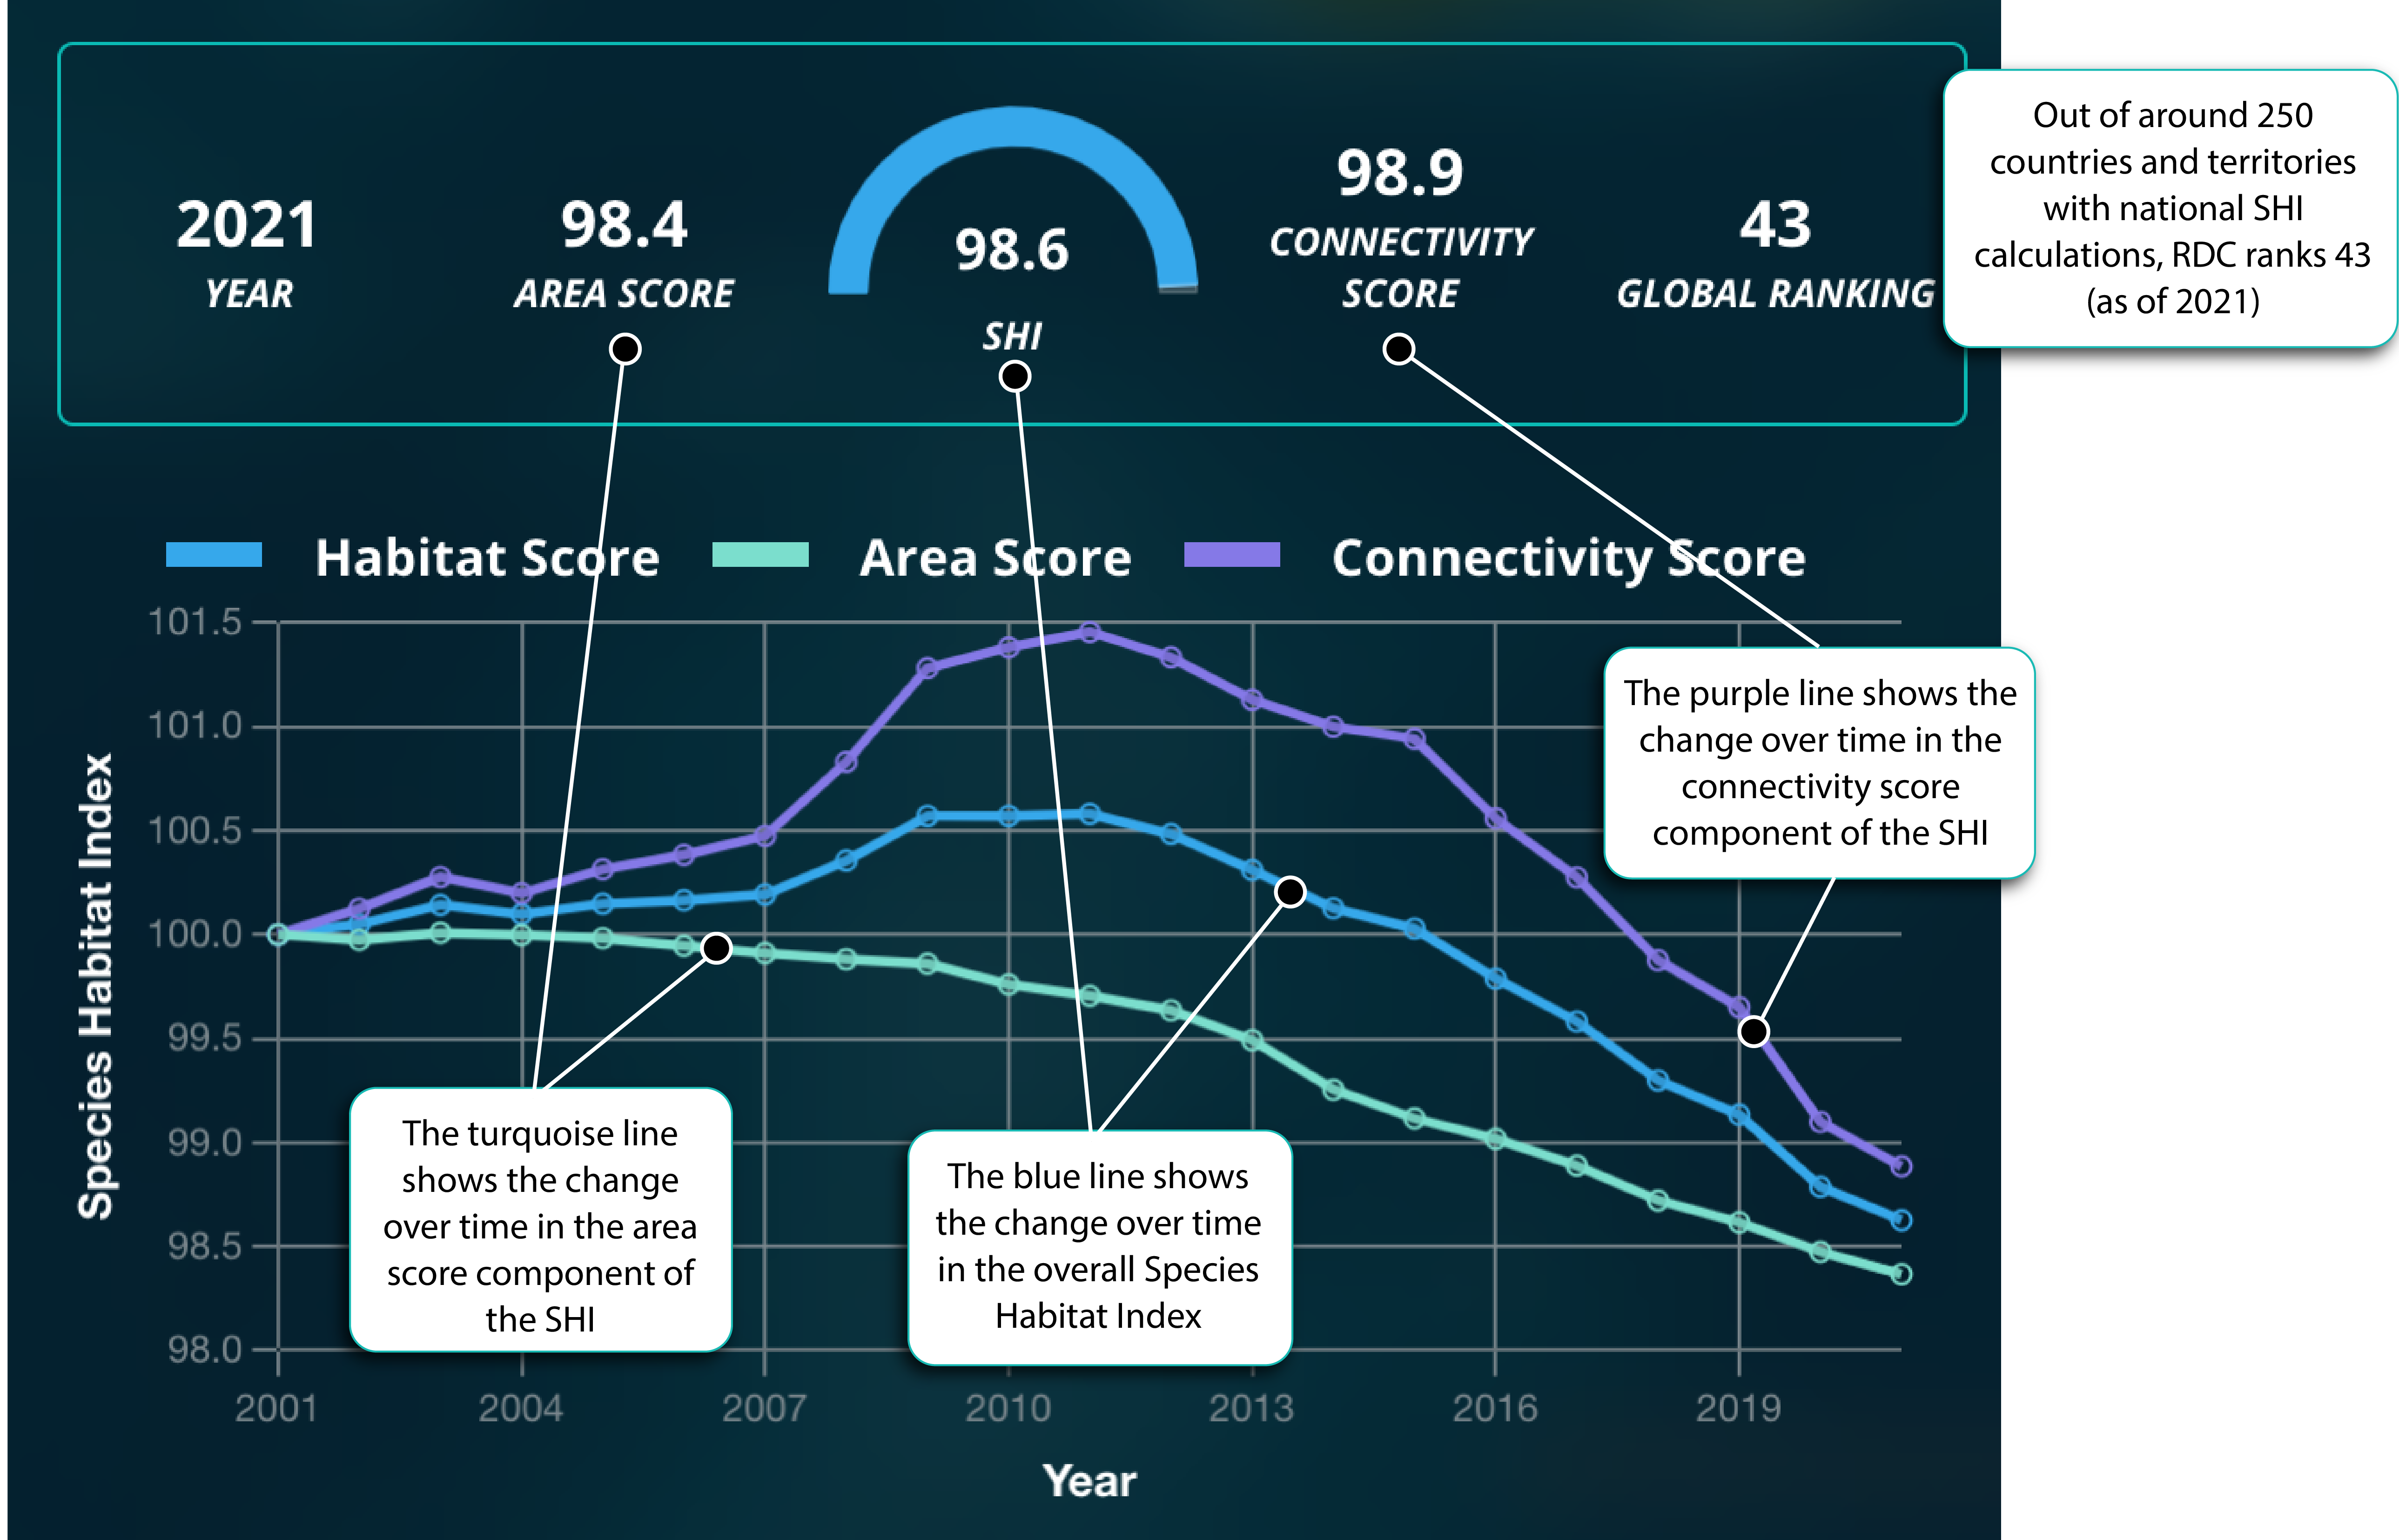 2021
YEAR
98.4
AREA SCORE
98.6
SHI
98.9
CONNECTIVITY
SCORE
43
GLOBAL RANKING
Out of around 250
countries and territories
with national SHI
calculations, RDC ranks 43
(as of 2021)
Habitat Score
Area Score
Connectivity Score
Species Habitat Index
101.5
101.0
100.5
100.0
99.5
99.0
98.5
98.0
The purple line shows the
change over time in the
connectivity score
component of the SHI
The turquoise line
shows the change
over time in the area
score component of
the SHI
The blue line shows
the change over time
in the overall Species
Habitat Index
2001
2004
2007
2010
2013
2016
2019
Year